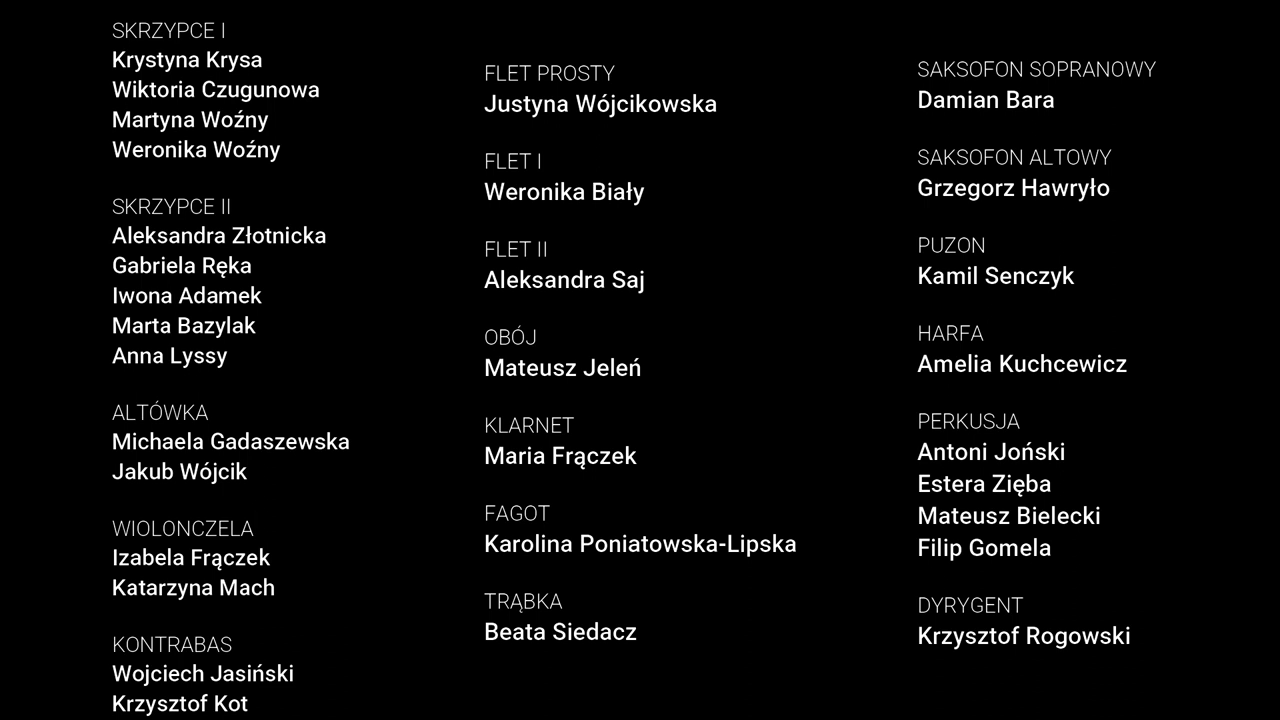 SKRZYPCE I
Krystyna Krysa
Wiktoria Czugunowa
Martyna Woźny
Weronika Woźny
SKRZYPCE II
Aleksandra Złotnicka
Gabriela Ręka
Iwona Adamek
Marta Bazylak
Anna Lyssy
ALTÓWKA
Michaela Gadaszewska
Jakub Wójcik
WIOLONCZELA
Izabela Frączek
Katarzyna Mach
KONTRABAS
Wojciech Jasiński
Krzysztof Kot
FLET PROSTY
Justyna Wójcikowska
FLET I
Weronika Biały
FLET II
Aleksandra Saj
OBÓJ
Mateusz Jeleń
KLARNET
Maria Frączek
FAGOT
Karolina Poniatowska-Lipska
TRĄBKA
Beata Siedacz
SAKSOFON SOPRANOWY
Damian Bara
SAKSOFON ALTOWY
Grzegorz Hawryło
PUZON
Kamil Senczyk
HARFA
Amelia Kuchcewicz
PERKUSJA
Antoni Joński
Estera Zięba
Mateusz Bielecki
Filip Gomela
DYRYGENT
Krzysztof Rogowski